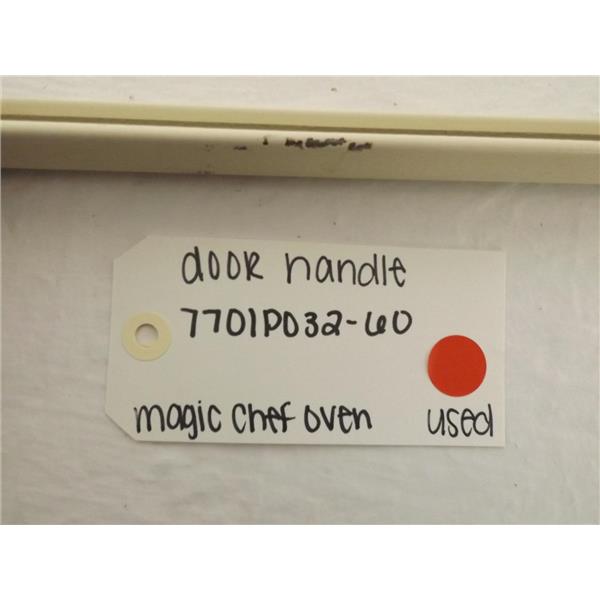 door handle
7701P032-60
magic chef oven
used